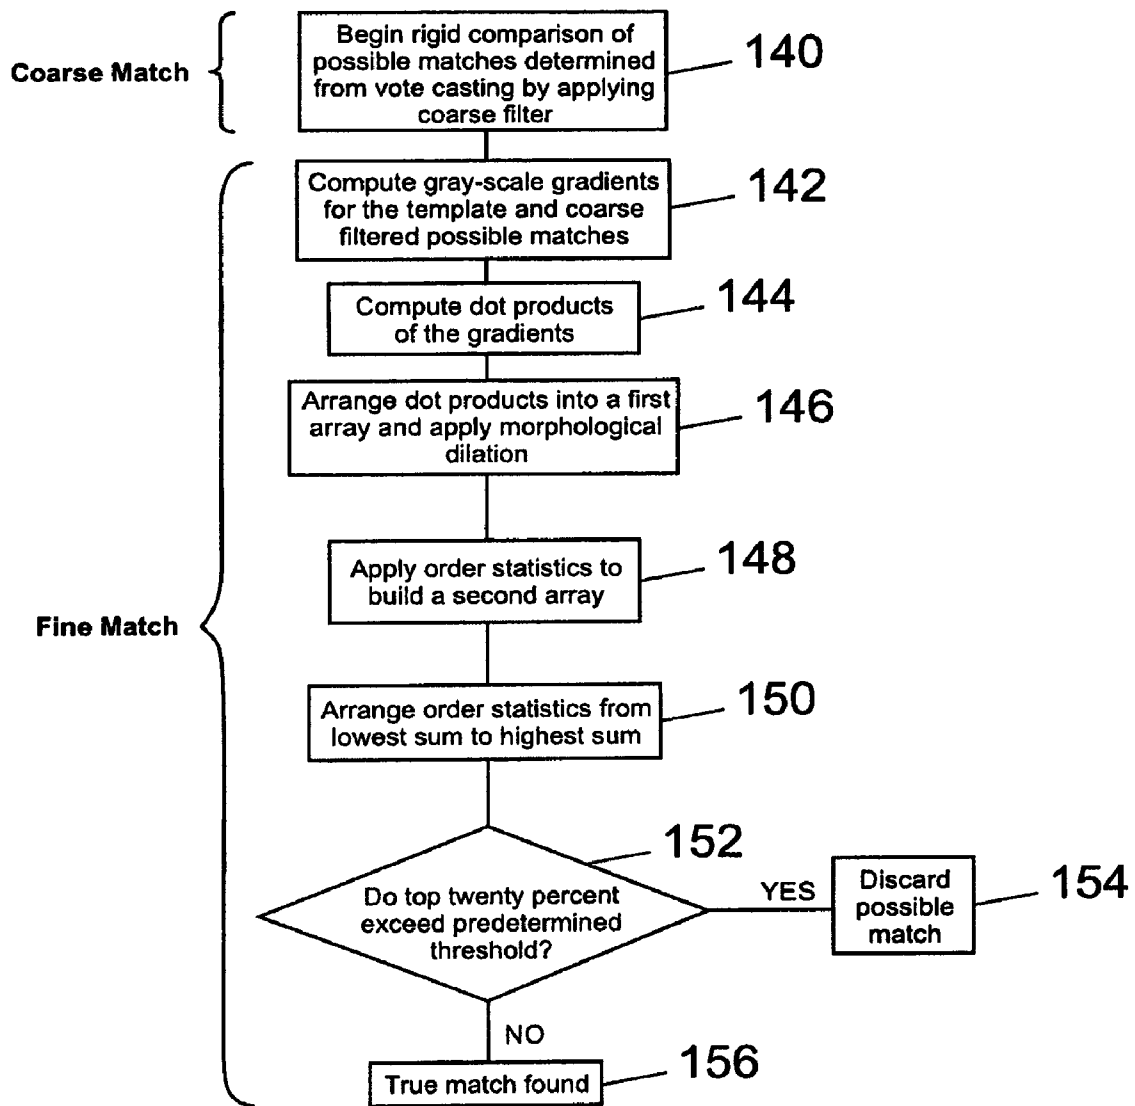 Coarse Match
Begin rigid comparison of
possible matches determined
from vote casting by applying
coarse filter
140
Compute gray-scale gradients
for the template and coarse
filtered possible matches
142
Compute dot products
of the gradients
144
Arrange dot products into a first
array and apply morphological
dilation
146
Apply order statistics to
build a second array
148
Fine Match
Arrange order statistics from
lowest sum to highest sum
150
Do top twenty percent
exceed predetermined
threshold?
152
YES
Discard
possible
match
154
NO
True match found
156